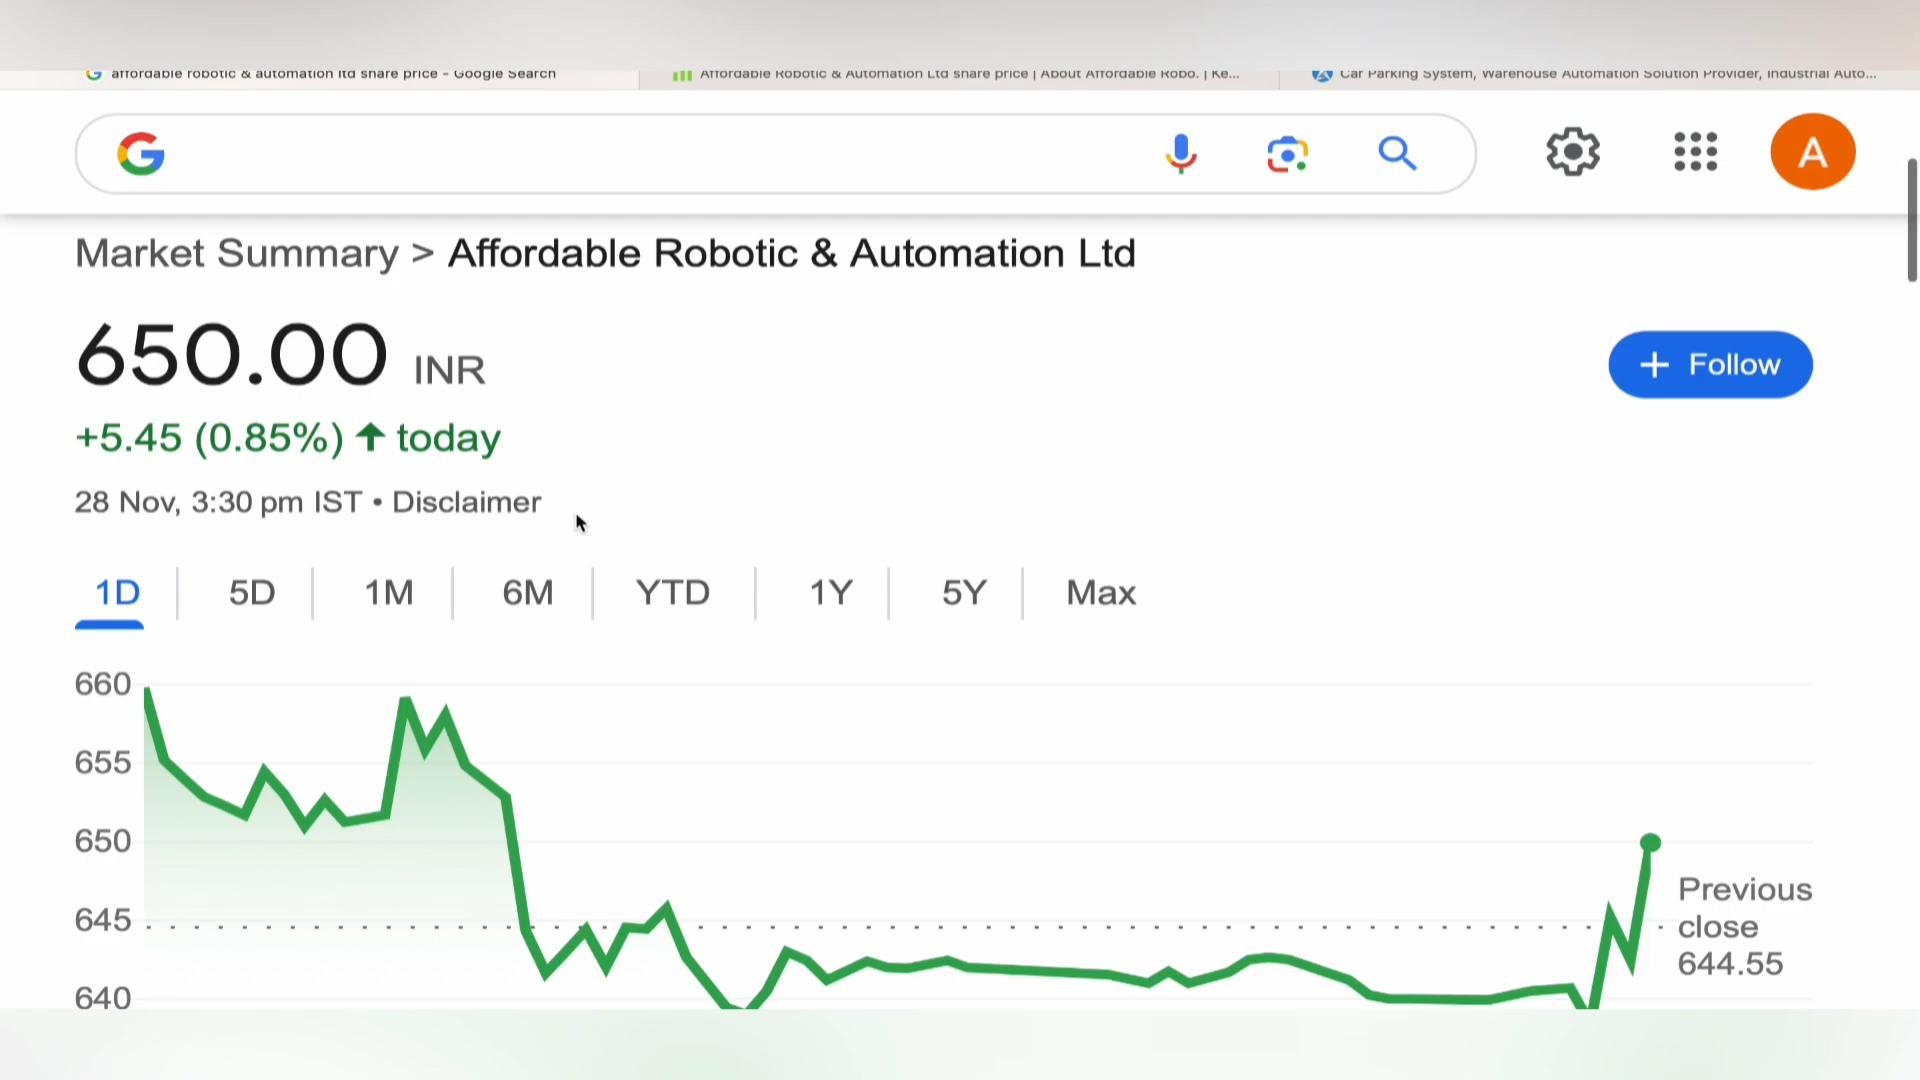 affordable robotic & automation ltd share price - Google Search
Affordable Robotic & Automation Ltd share price | About Affordable Robo. | Ke...
Car Parking System, Warehouse Automation Solution Provider, Industrial Auto...
A
Market Summary > Affordable Robotic & Automation Ltd
650.00 INR
+ Follow
+5.45 (0.85%) ↑ today
28 Nov, 3:30 pm IST • Disclaimer
1D 5D 1M 6M YTD 1Y 5Y Max
660
655
650
645
640
Previous
close
644.55